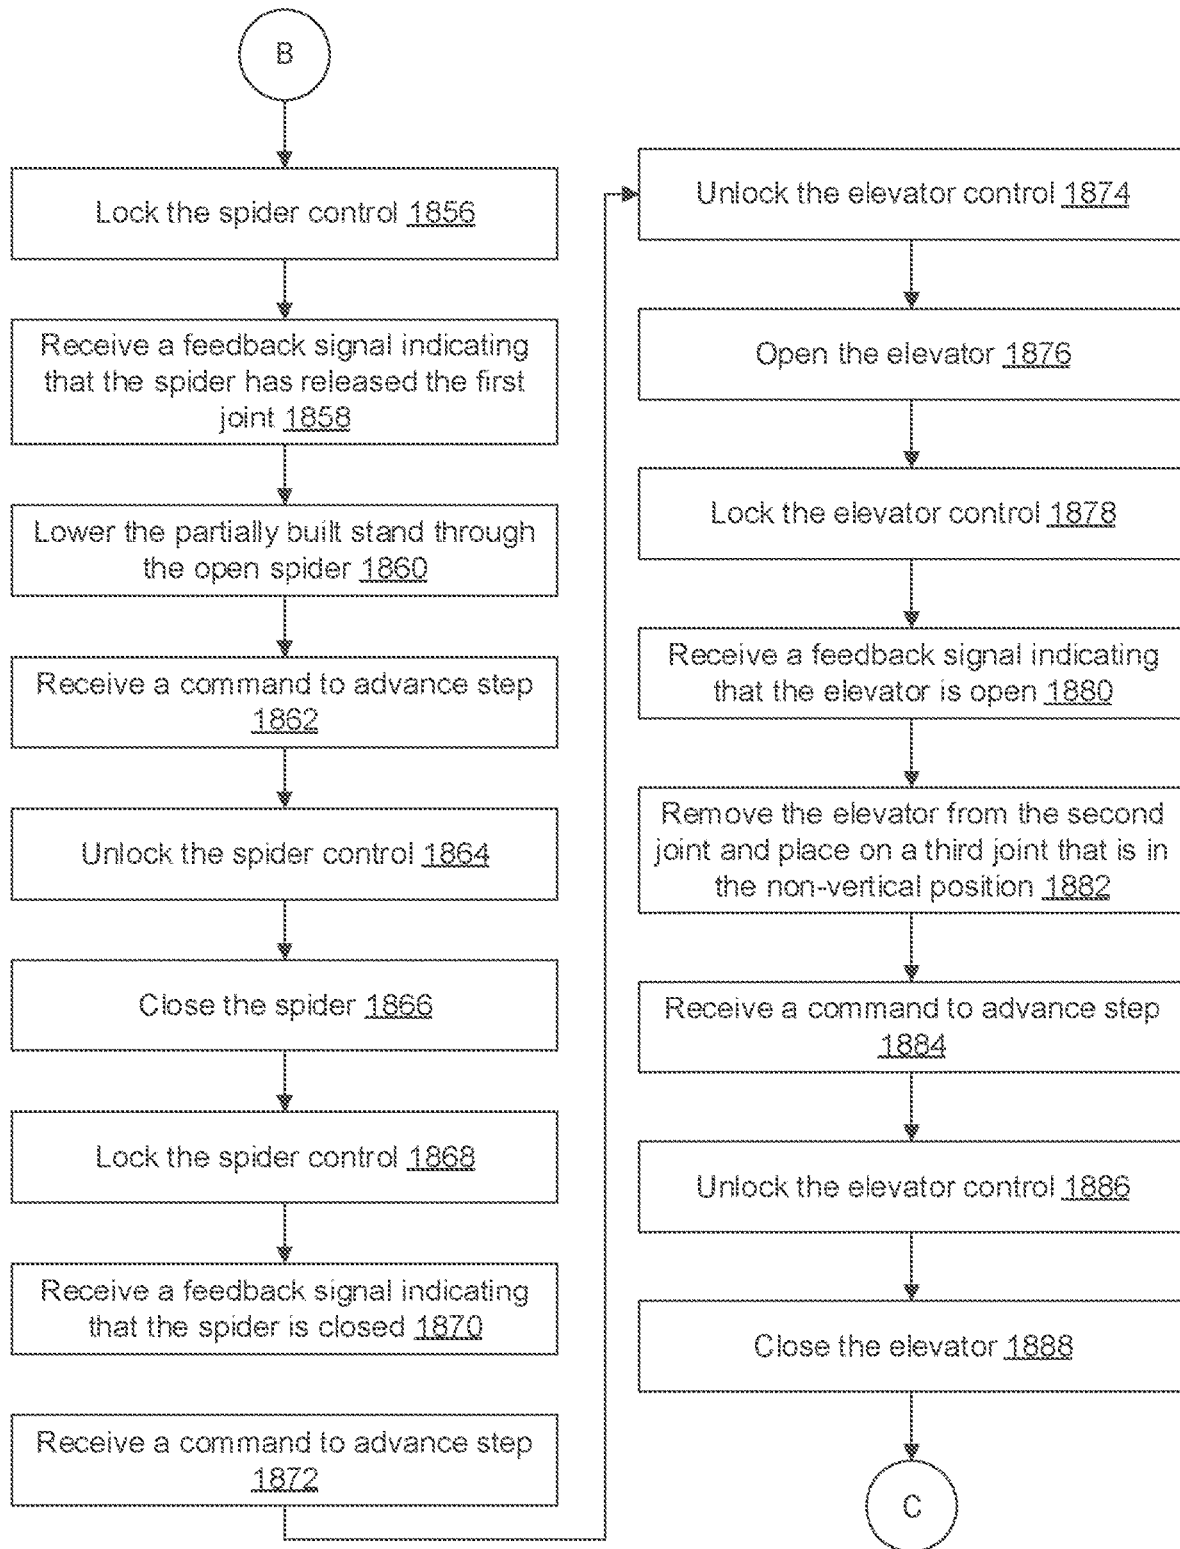 B
Lock the spider control 1856
Receive a feedback signal indicating
that the spider has released the first
joint 1858
Lower the partially built stand through
the open spider 1860
Receive a command to advance step
1862
Unlock the spider control 1864
Close the spider 1866
Lock the spider control 1868
Receive a feedback signal indicating
that the spider is closed 1870
Receive a command to advance step
1872
Unlock the elevator control 1874
Open the elevator 1876
Lock the elevator control 1878
Receive a feedback signal indicating
that the elevator is open 1880
Remove the elevator from the second
joint and place on a third joint that is in
the non-vertical position 1882
Receive a command to advance step
1884
Unlock the elevator control 1886
Close the elevator 1888
C